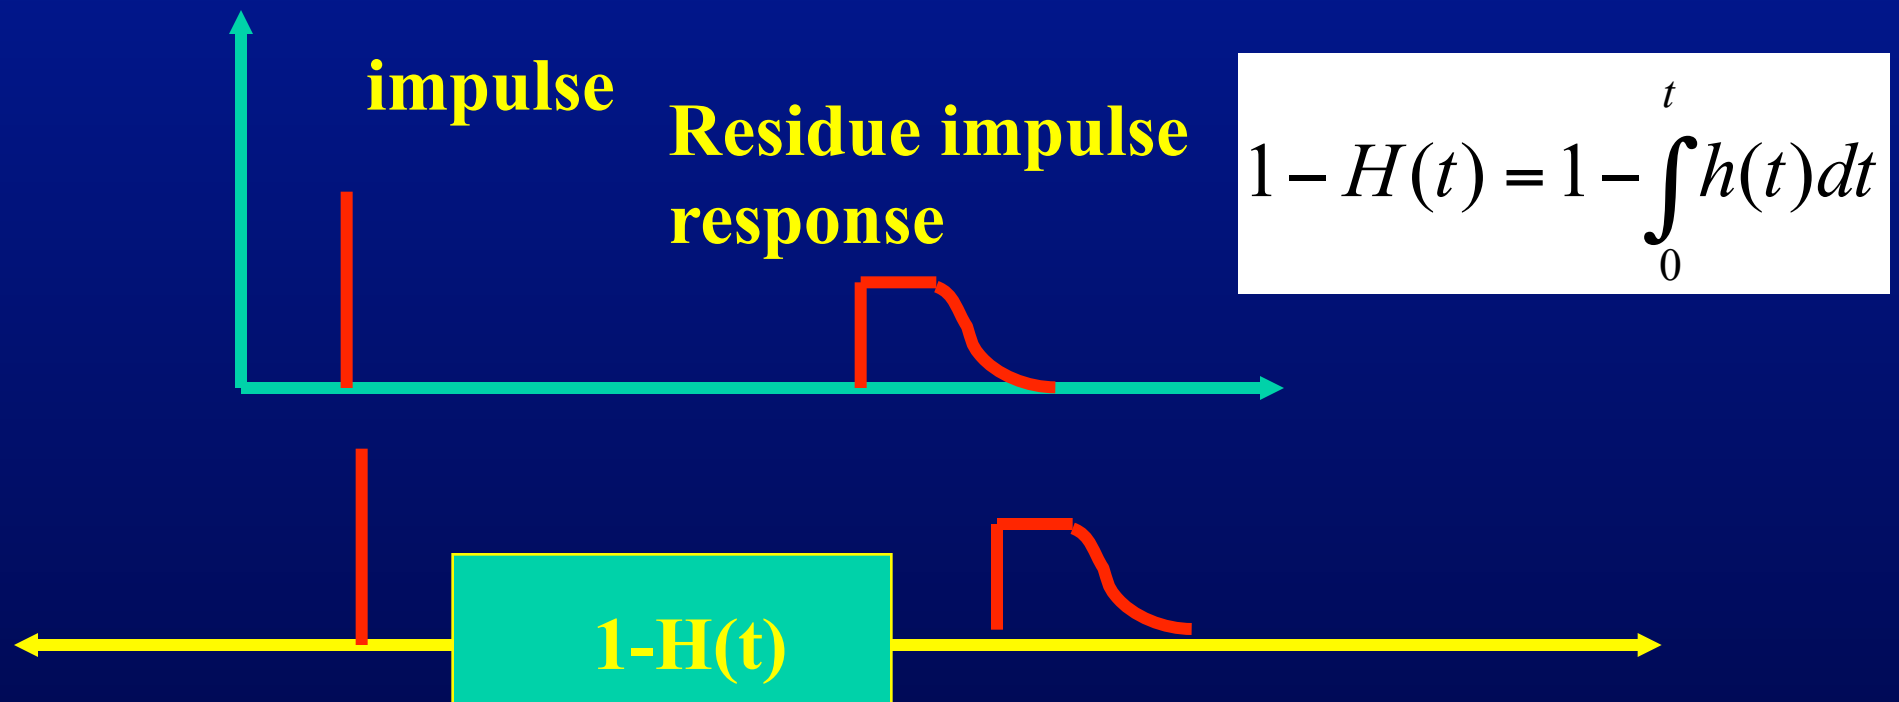 impulse
Residue impulse
response
1 − H(t) = 1 − ∫₀ᵗ h(t)dt
1-H(t)